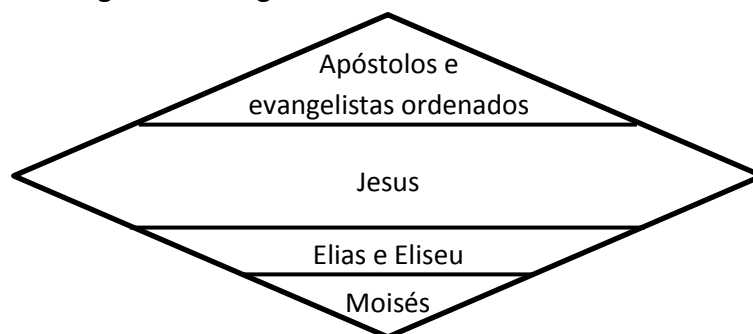 Apóstolos e
evangelistas ordenados
Jesus
Elias e Eliseu
Moisés